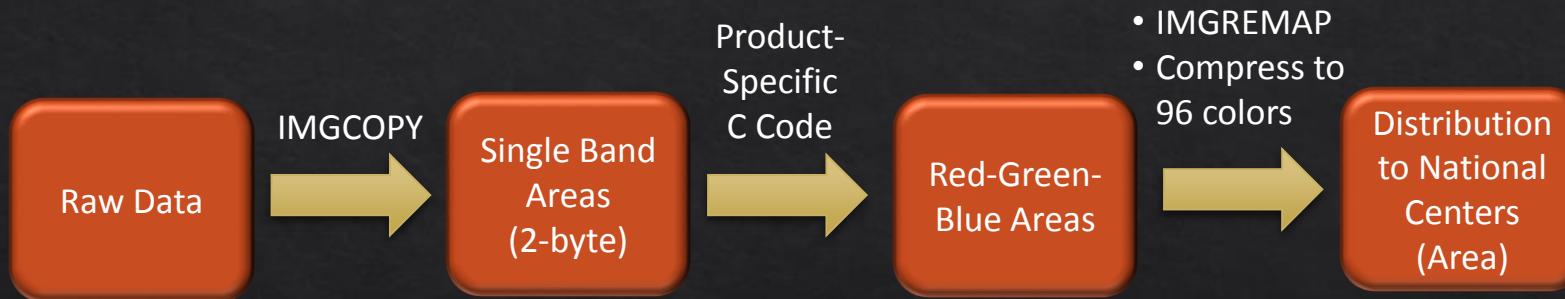 Raw Data
IMGCOPY
Single Band
Areas
(2-byte)
Product-
Specific
C Code
Red-Green-
Blue Areas
• IMGREMAP
• Compress to
96 colors
Distribution
to National
Centers
(Area)